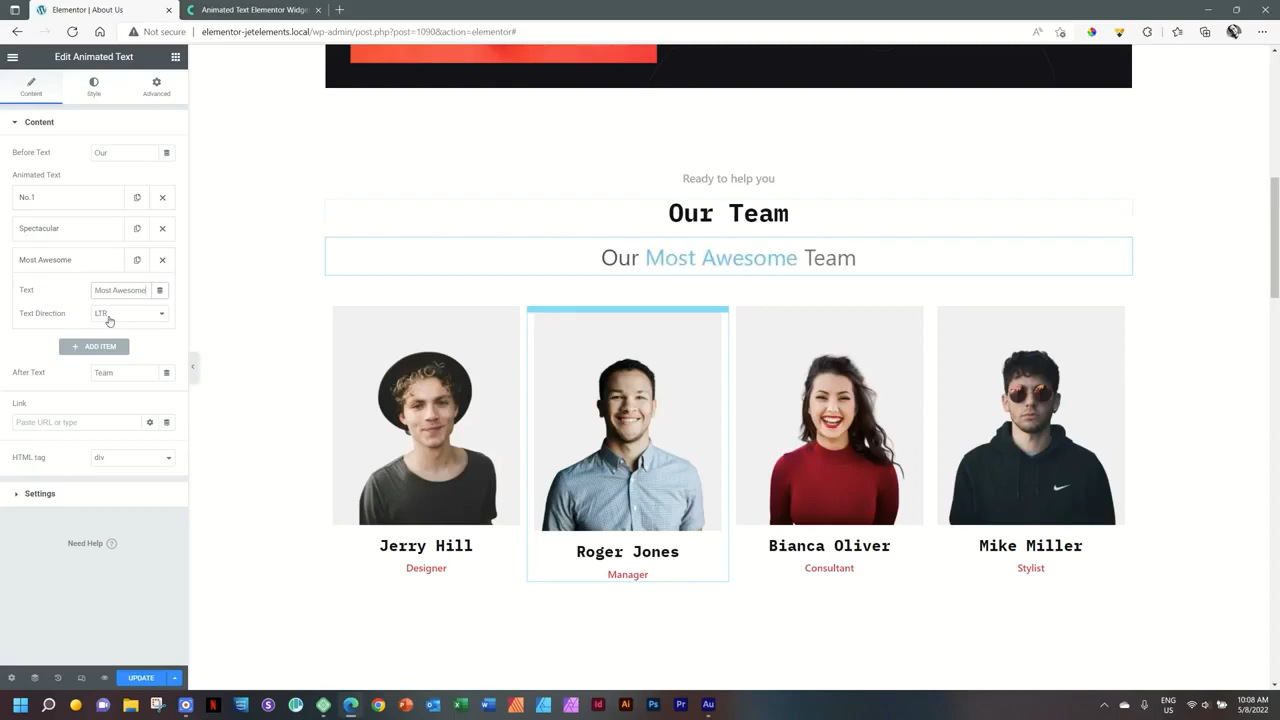 Elementor | About Us
Animated Text Elementor Widge
Not secure
elementor-jetelements.local/wp-admin/post.php?post=1090&action=elementor#
Edit Animated Text
Content
Style
Advanced
Content
Before Text
Our
Animated Text
No.1
Spectacular
Most Awesome
Text
Most Awesome
Text Direction
LTR
ADD ITEM
After Text
Team
Link
Paste URL or type
HTML tag
div
Settings
Need Help
UPDATE
Ready to help you
Our Team
Our Most Awesome Team
Jerry Hill
Designer
Roger Jones
Manager
Bianca Oliver
Consultant
Mike Miller
Stylist
ENG
US
10:08 AM
5/8/2022